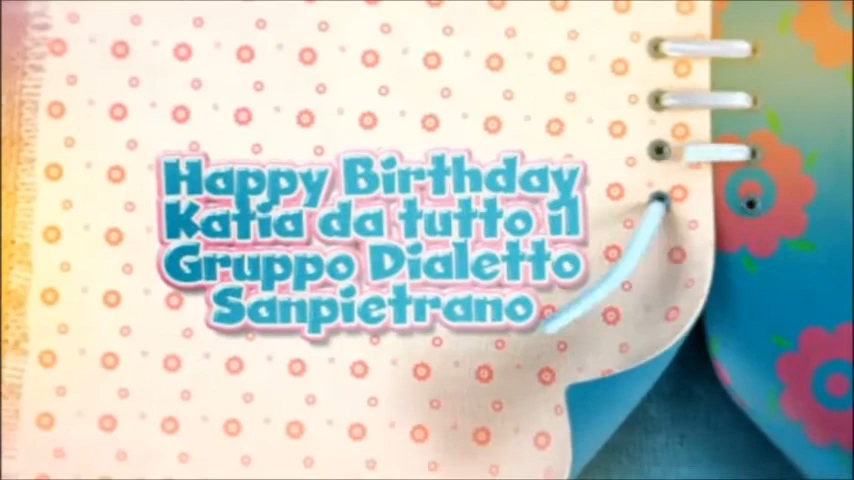 Happy Birthday
Katia da tutto il
Gruppo Dialetto
Sanpietrano